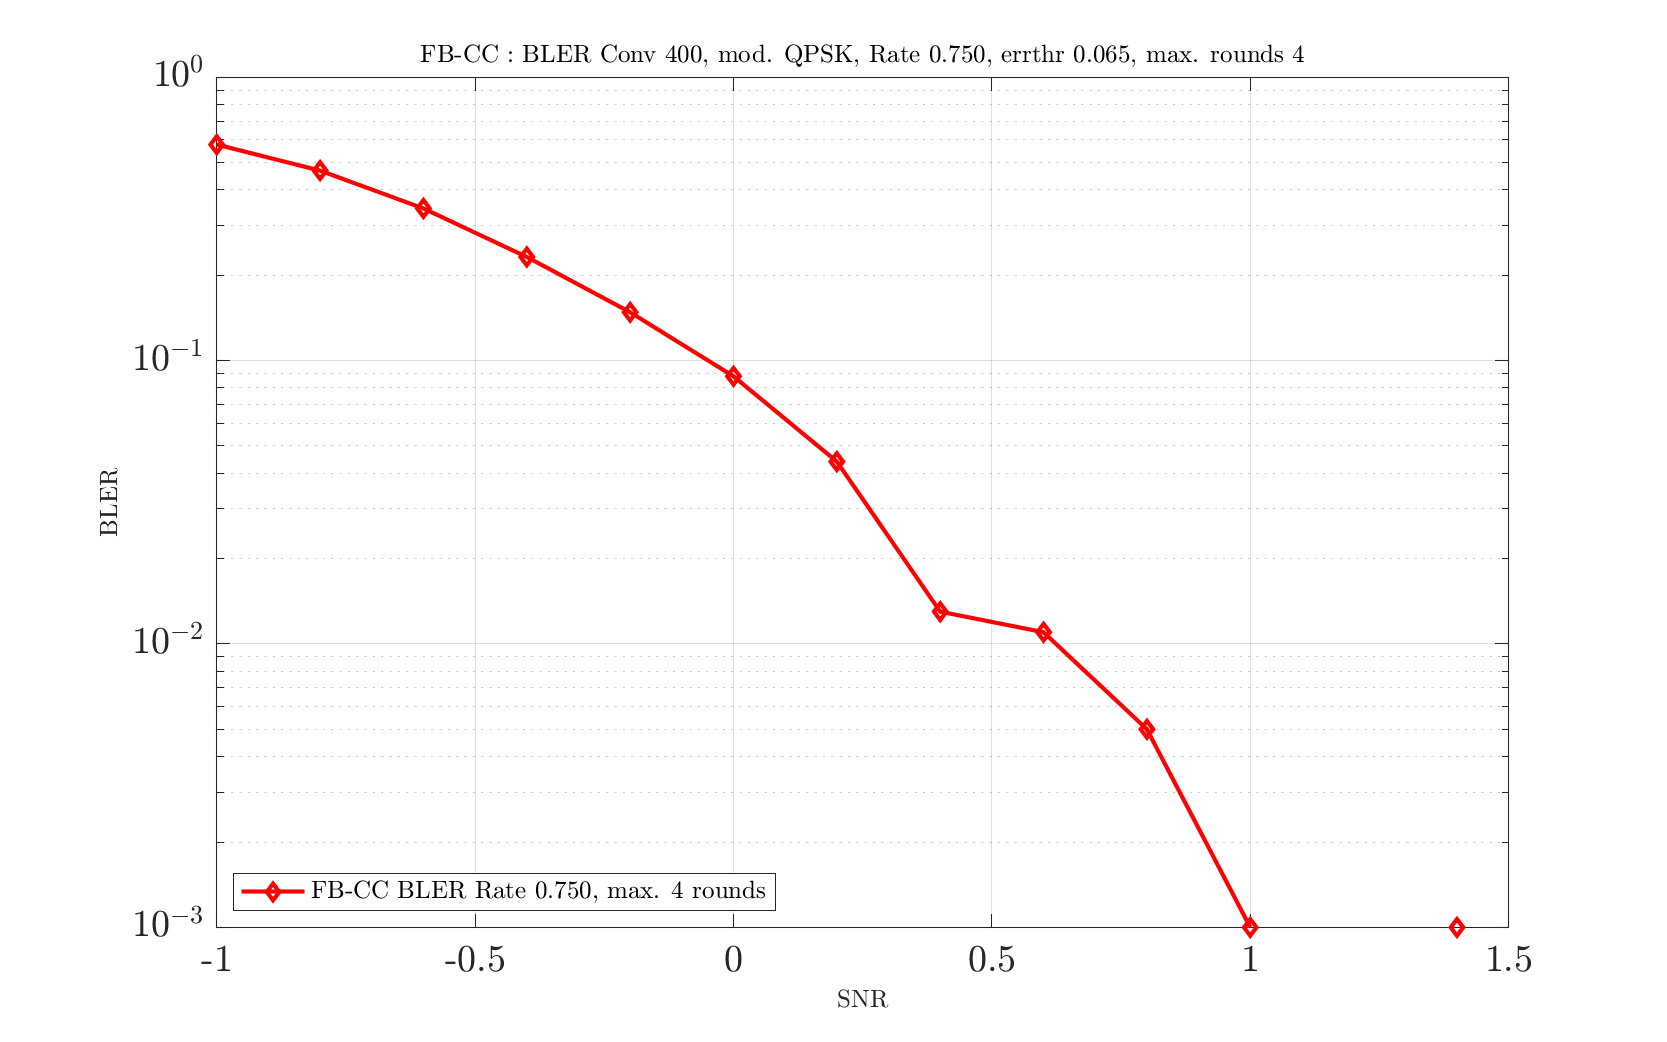 FB-CC : BLER Conv 400, mod. QPSK, Rate 0.750, errthr 0.065, max. rounds 4
10^0
10^-1
10^-2
10^-3
BLER
FB-CC BLER Rate 0.750, max. 4 rounds
-1 -0.5 0 0.5 1 1.5
SNR